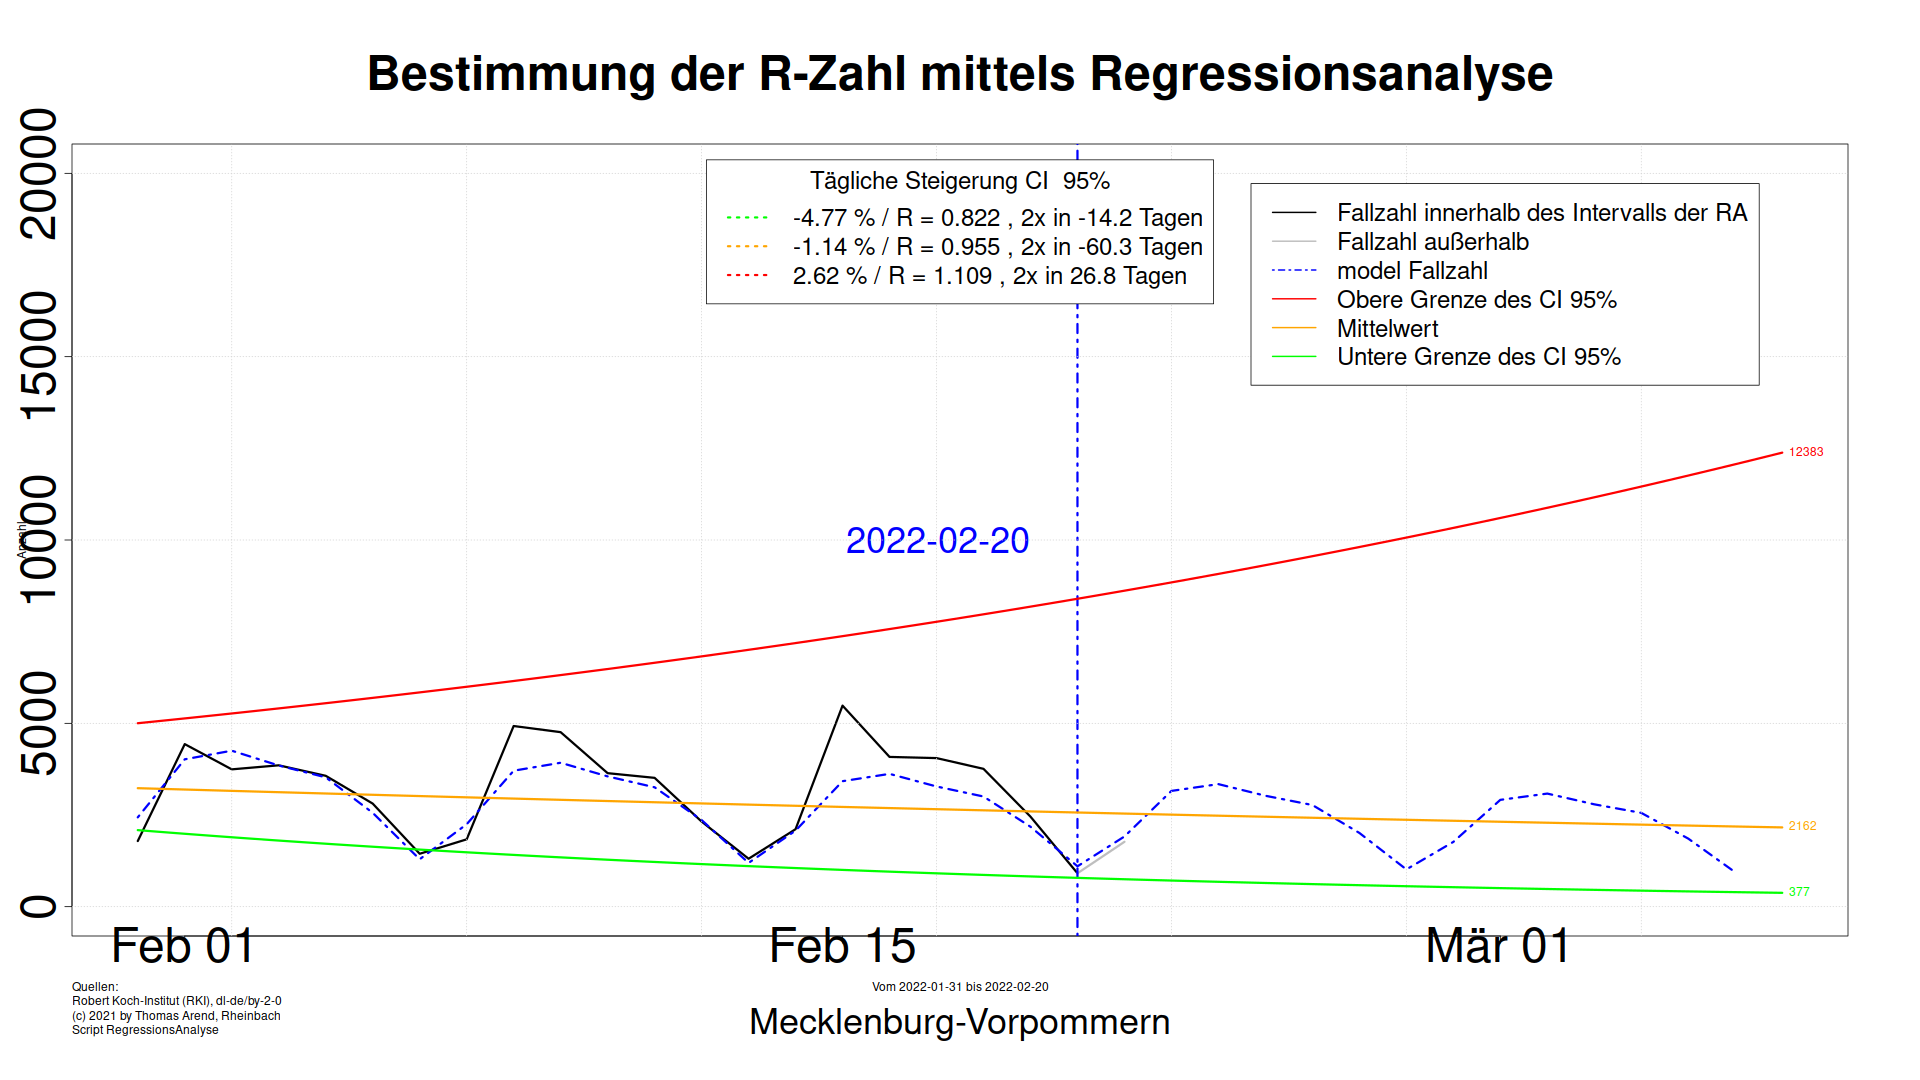 Bestimmung der R-Zahl mittels Regressionsanalyse
Tägliche Steigerung CI 95%
-4.77 % / R = 0.822 , 2x in -14.2 Tagen
-1.14 % / R = 0.955 , 2x in -60.3 Tagen
2.62 % / R = 1.109 , 2x in 26.8 Tagen
Fallzahl innerhalb des Intervalls der RA
Fallzahl außerhalb
model Fallzahl
Obere Grenze des CI 95%
Mittelwert
Untere Grenze des CI 95%
20000
15000
10000
5000
0
Anzahl
2022-02-20
12383
2162
377
Feb 01
Feb 15
Mär 01
Quellen:
Robert Koch-Institut (RKI), dl-de/by-2-0
(c) 2021 by Thomas Arend, Rheinbach
Script RegressionsAnalyse
Vom 2022-01-31 bis 2022-02-20
Mecklenburg-Vorpommern